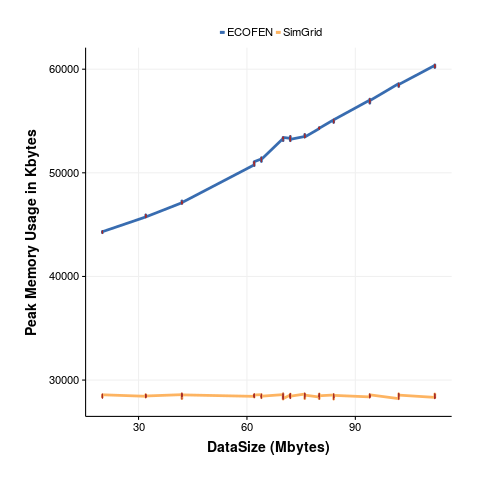 ECOFEN SimGrid
Peak Memory Usage in Kbytes
60000
50000
40000
30000
30 60 90
DataSize (Mbytes)